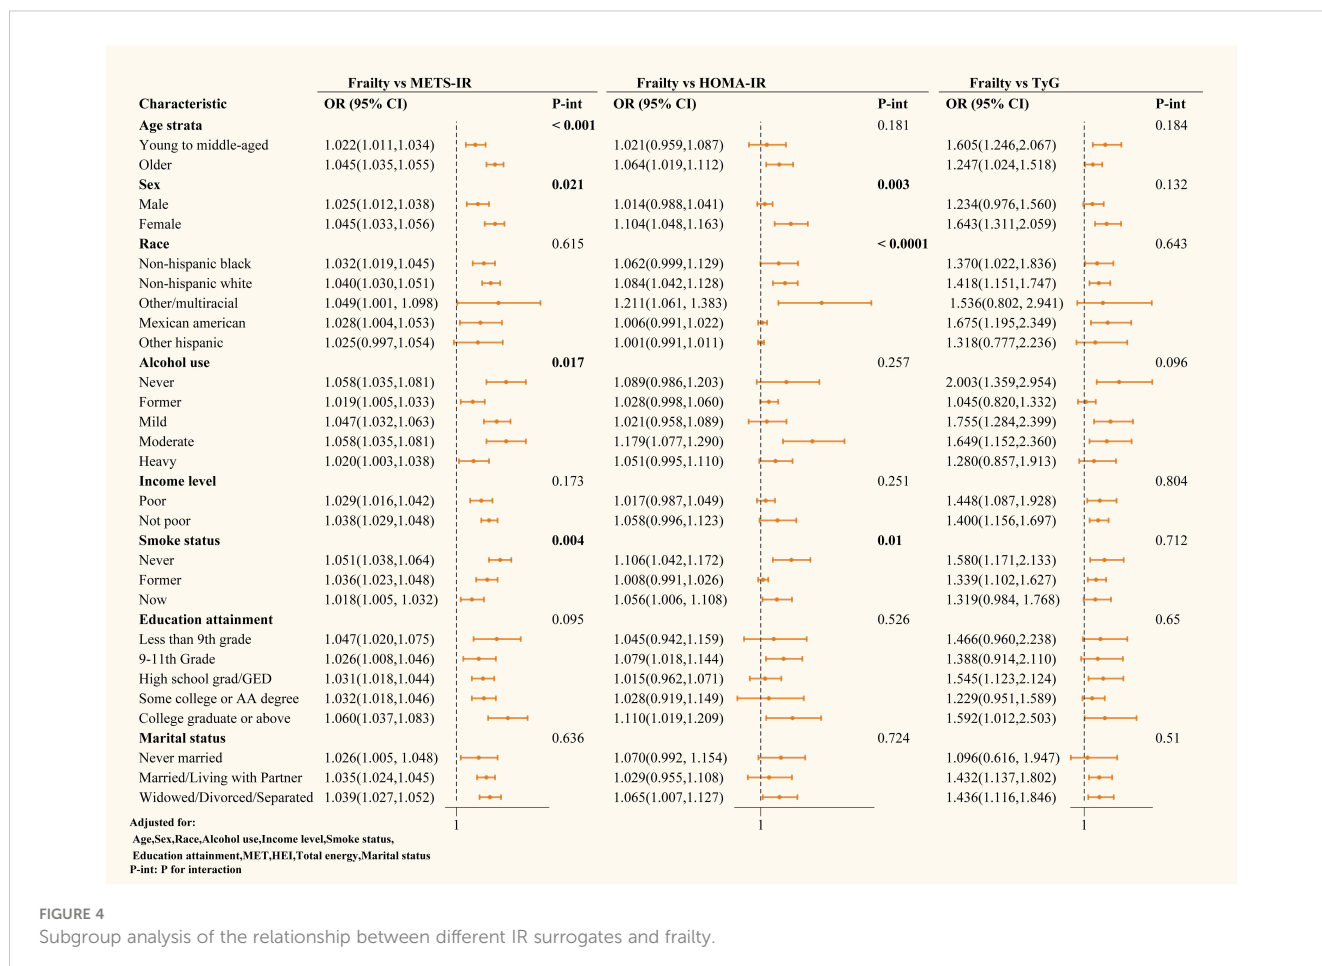 Frailty vs METS-IR Frailty vs HOMA-IR Frailty vs TyG
Characteristic OR (95% CI) P-int OR (95% CI) P-int OR (95% CI) P-int
Age strata < 0.001 0.181 0.184
Young to middle-aged 1.022(1.011,1.034) 1.021(0.959,1.087) 1.605(1.246,2.067)
Older 1.045(1.035,1.055) 1.064(1.019,1.112) 1.247(1.024,1.518)
Sex 0.021 0.003 0.132
Male 1.025(1.012,1.038) 1.014(0.988,1.041) 1.234(0.976,1.560)
Female 1.045(1.033,1.056) 1.104(1.048,1.163) 1.643(1.311,2.059)
Race 0.615 < 0.0001 0.643
Non-hispanic black 1.032(1.019,1.045) 1.062(0.999,1.129) 1.370(1.022,1.836)
Non-hispanic white 1.040(1.030,1.051) 1.084(1.042,1.128) 1.418(1.151,1.747)
Other/multiracial 1.049(1.001, 1.098) 1.211(1.061, 1.383) 1.536(0.802, 2.941)
Mexican american 1.028(1.004,1.053) 1.006(0.991,1.022) 1.675(1.195,2.349)
Other hispanic 1.025(0.997,1.054) 1.001(0.991,1.011) 1.318(0.777,2.236)
Alcohol use 0.017 0.257 0.096
Never 1.058(1.035,1.081) 1.089(0.986,1.203) 2.003(1.359,2.954)
Former 1.019(1.005,1.033) 1.028(0.998,1.060) 1.045(0.820,1.332)
Mild 1.047(1.032,1.063) 1.021(0.958,1.089) 1.755(1.284,2.399)
Moderate 1.058(1.035,1.081) 1.179(1.077,1.290) 1.649(1.152,2.360)
Heavy 1.020(1.003,1.038) 1.051(0.995,1.110) 1.280(0.857,1.913)
Income level 0.173 0.251 0.804
Poor 1.029(1.016,1.042) 1.017(0.987,1.049) 1.448(1.087,1.928)
Not poor 1.038(1.029,1.048) 1.058(0.996,1.123) 1.400(1.156,1.697)
Smoke status 0.004 0.01 0.712
Never 1.051(1.038,1.064) 1.106(1.042,1.172) 1.580(1.171,2.133)
Former 1.036(1.023,1.048) 1.008(0.991,1.026) 1.339(1.102,1.627)
Now 1.018(1.005, 1.032) 1.056(1.006, 1.108) 1.319(0.984, 1.768)
Education attainment 0.095 0.526 0.65
Less than 9th grade 1.047(1.020,1.075) 1.045(0.942,1.159) 1.466(0.960,2.238)
9-11th Grade 1.026(1.008,1.046) 1.079(1.018,1.144) 1.388(0.914,2.110)
High school grad/GED 1.031(1.018,1.044) 1.015(0.962,1.071) 1.545(1.123,2.124)
Some college or AA degree 1.032(1.018,1.046) 1.028(0.919,1.149) 1.229(0.951,1.589)
College graduate or above 1.060(1.037,1.083) 1.110(1.019,1.209) 1.592(1.012,2.503)
Marital status 0.636 0.724 0.51
Never married 1.026(1.005, 1.048) 1.070(0.992, 1.154) 1.096(0.616, 1.947)
Married/Living with Partner 1.035(1.024,1.045) 1.029(0.955,1.108) 1.432(1.137,1.802)
Widowed/Divorced/Separated 1.039(1.027,1.052) 1.065(1.007,1.127) 1.436(1.116,1.846)
1 1 1
Adjusted for:
Age,Sex,Race,Alcohol use,Income level,Smoke status,
Education attainment,MET,HEI,Total energy,Marital status
P-int: P for interaction
FIGURE 4
Subgroup analysis of the relationship between different IR surrogates and frailty.